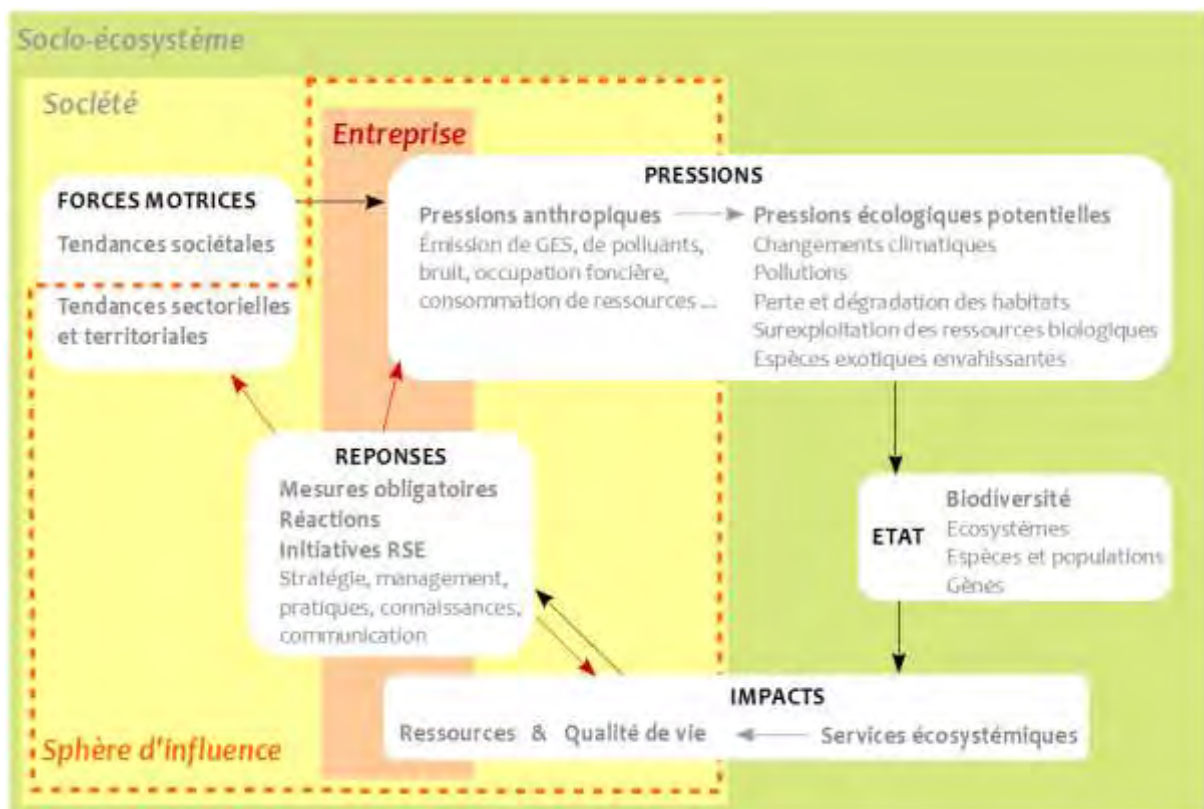 Socio-écosystème
Société
Entreprise
FORCES MOTRICES
Tendances sociétales
Tendances sectorielles
et territoriales
PRESSIONS
Pressions anthropiques
Émission de GES, de polluants,
bruit, occupation foncière,
consommation de ressources ...
Pressions écologiques potentielles
Changements climatiques
Pollutions
Perte et dégradation des habitats
Surexploitation des ressources biologiques
Espèces exotiques envahissantes
REPONSES
Mesures obligatoires
Réactions
Initiatives RSE
Stratégie, management,
pratiques, connaissances,
communication
ETAT
Biodiversité
Ecosystèmes
Espèces et populations
Gènes
IMPACTS
Ressources & Qualité de vie
Services écosystémiques
Sphère d'influence